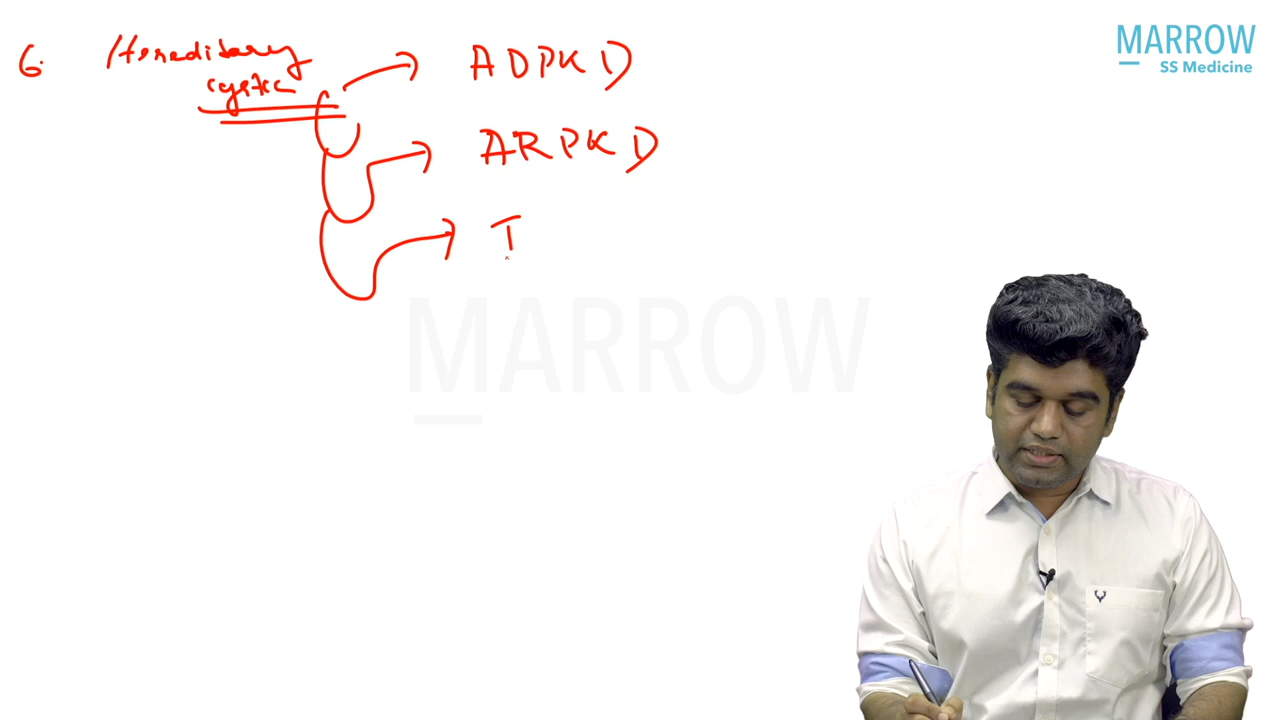 MARROW
SS Medicine
6. Hereditary
cystic
ADPKD
ARPKD
T
MARROW